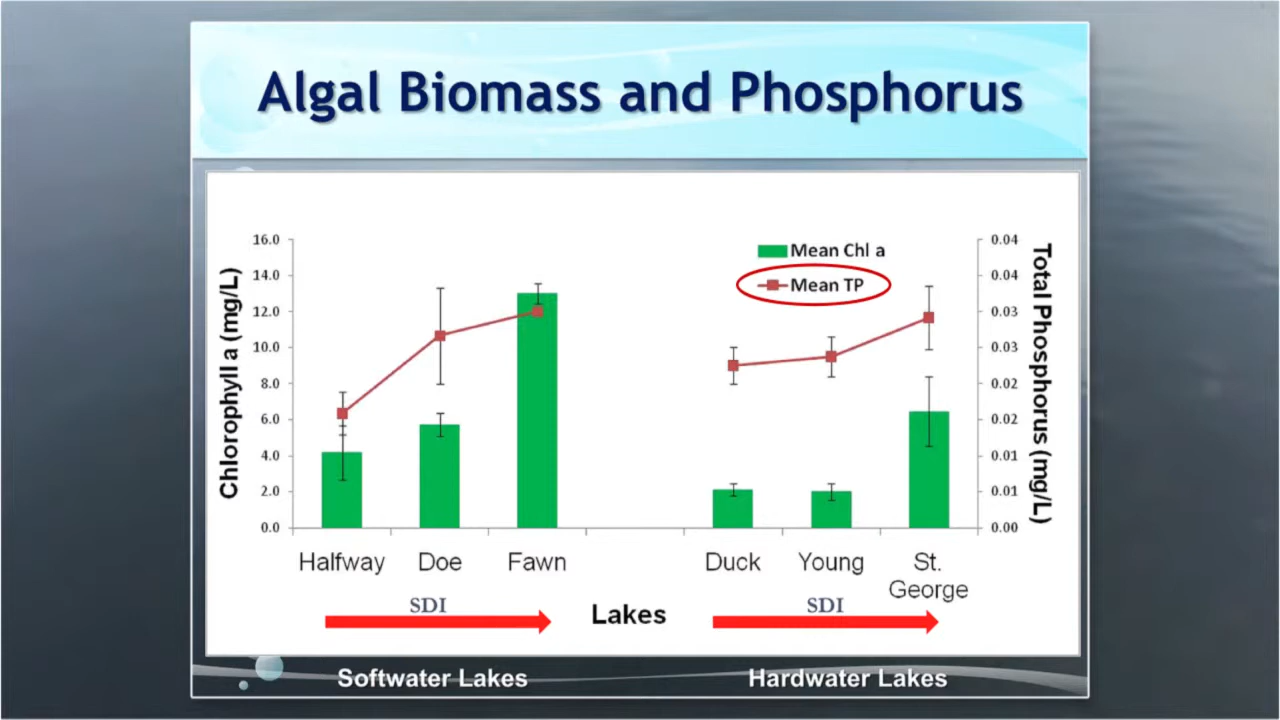 Algal Biomass and Phosphorus
Mean Chl a
Mean TP
Chlorophyll a (mg/L)
16.0
14.0
12.0
10.0
8.0
6.0
4.0
2.0
0.0
Total Phosphorus (mg/L)
0.04
0.04
0.03
0.03
0.02
0.02
0.01
0.01
0.00
Halfway Doe Fawn Duck Young St.
George
SDI SDI
Lakes
Softwater Lakes Hardwater Lakes